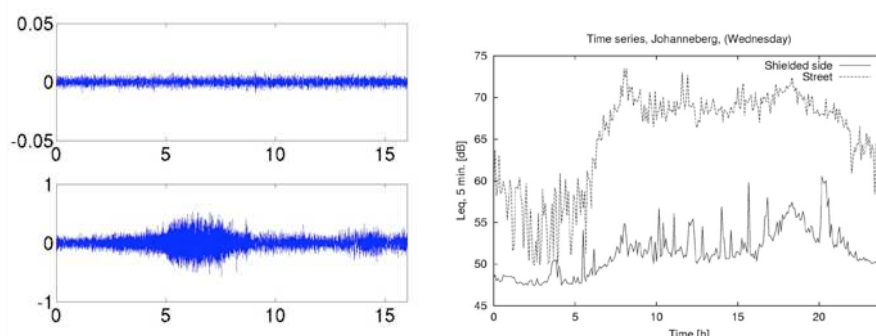 0.05
0
-0.05
0 5 10 15
1
0
-1
0 5 10 15
Time series, Johanneberg, (Wednesday)
Shielded side
Street
75
70
65
60
55
50
45
Leq, 5 min. [dB]
0 5 10 15 20
Time [h]